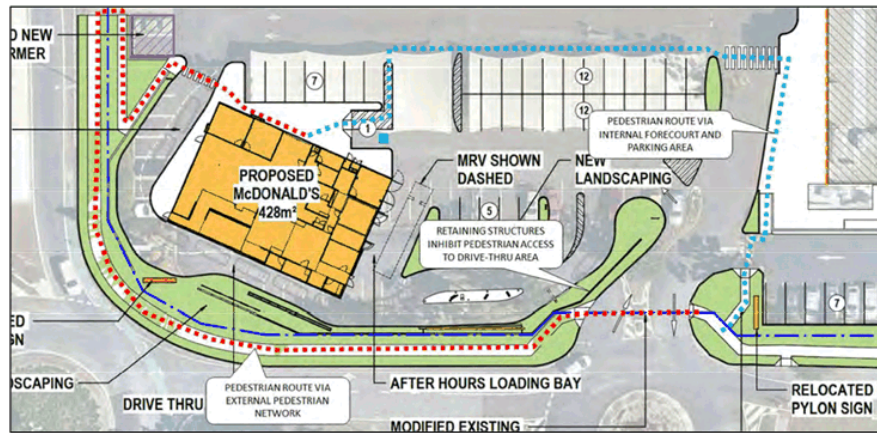 D NEW
RMER
7
12
12
1
PEDESTRIAN ROUTE VIA
INTERNAL FORECOURT AND
PARKING AREA
PROPOSED
McDONALD'S
428m²
MRV SHOWN
DASHED
NEW
LANDSCAPING
5
RETAINING STRUCTURES
INHIBIT PEDESTRIAN ACCESS
TO DRIVE-THRU AREA
7
ED
GN
DSCAPING
PEDESTRIAN ROUTE VIA
EXTERNAL PEDESTRIAN
NETWORK
DRIVE THRU
AFTER HOURS LOADING BAY
RELOCATED
PYLON SIGN
MODIFIED EXISTING